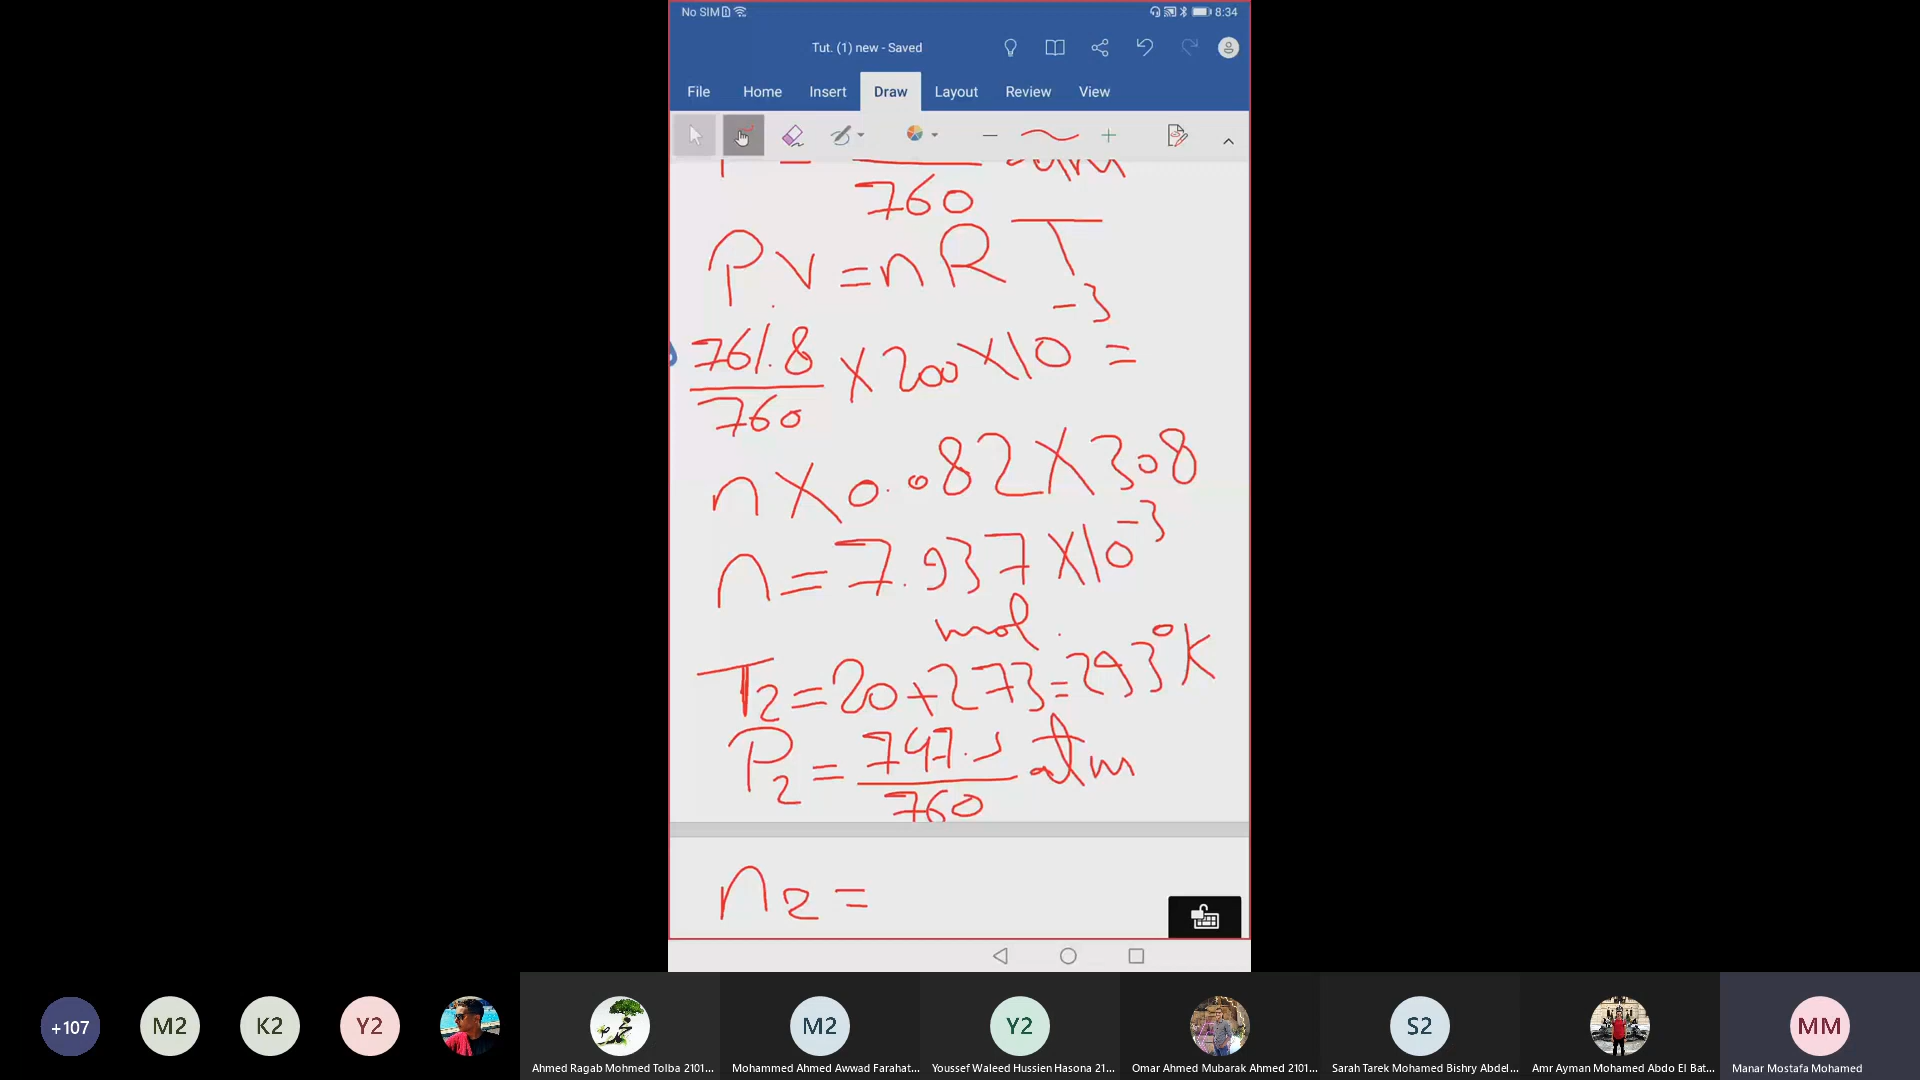 No SIM 8:34
Tut. (1) new - Saved
File Home Insert Draw Layout Review View
760
PV = nRT
761.8 / 760 × 200 × 10^-3 =
n × 0.082 × 308
n = 7.937 × 10^-3
mol.
T2 = 20 + 273 = 293°K
P2 = 747. / 760 atm
n2 =
+107 M2 K2 Y2 M2 Y2 S2 MM
Ahmed Ragab Mohmed Tolba 2101... Mohammed Ahmed Awwad Farahat... Youssef Waleed Hussien Hasona 21... Omar Ahmed Mubarak Ahmed 2101... Sarah Tarek Mohamed Bishry Abdel... Amr Ayman Mohamed Abdo El Bat... Manar Mostafa Mohamed